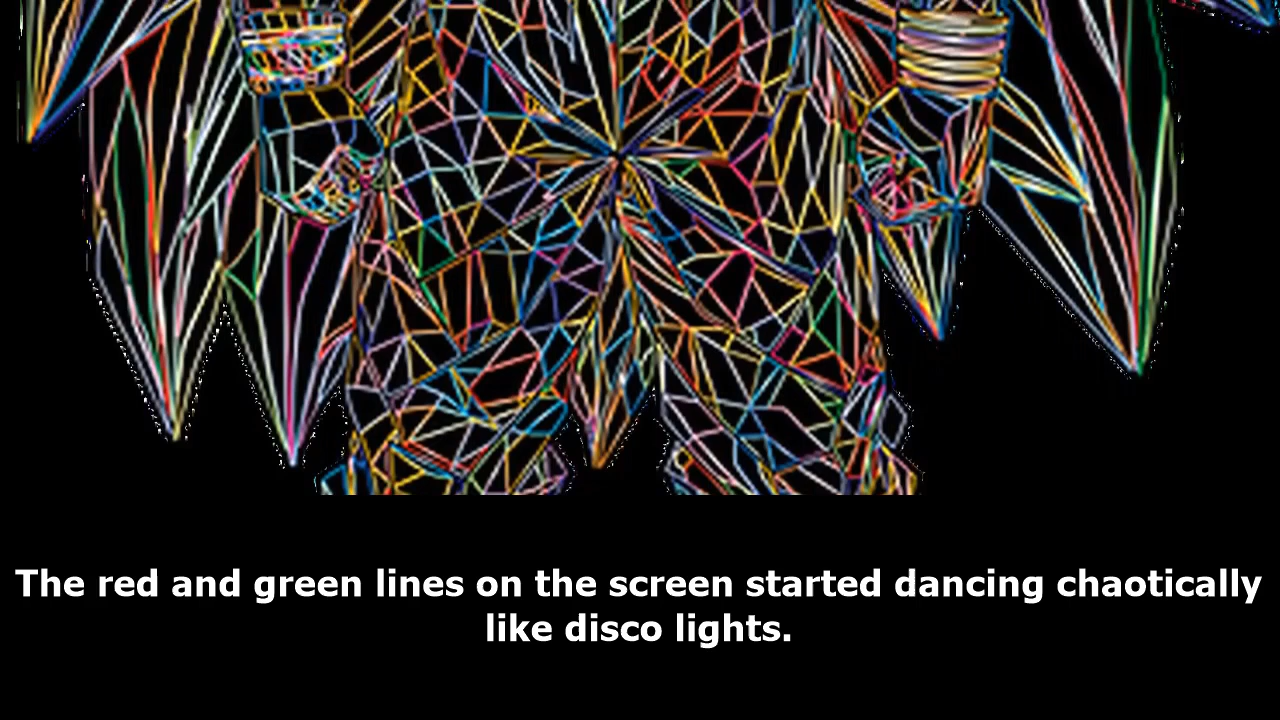 The red and green lines on the screen started dancing chaotically
like disco lights.